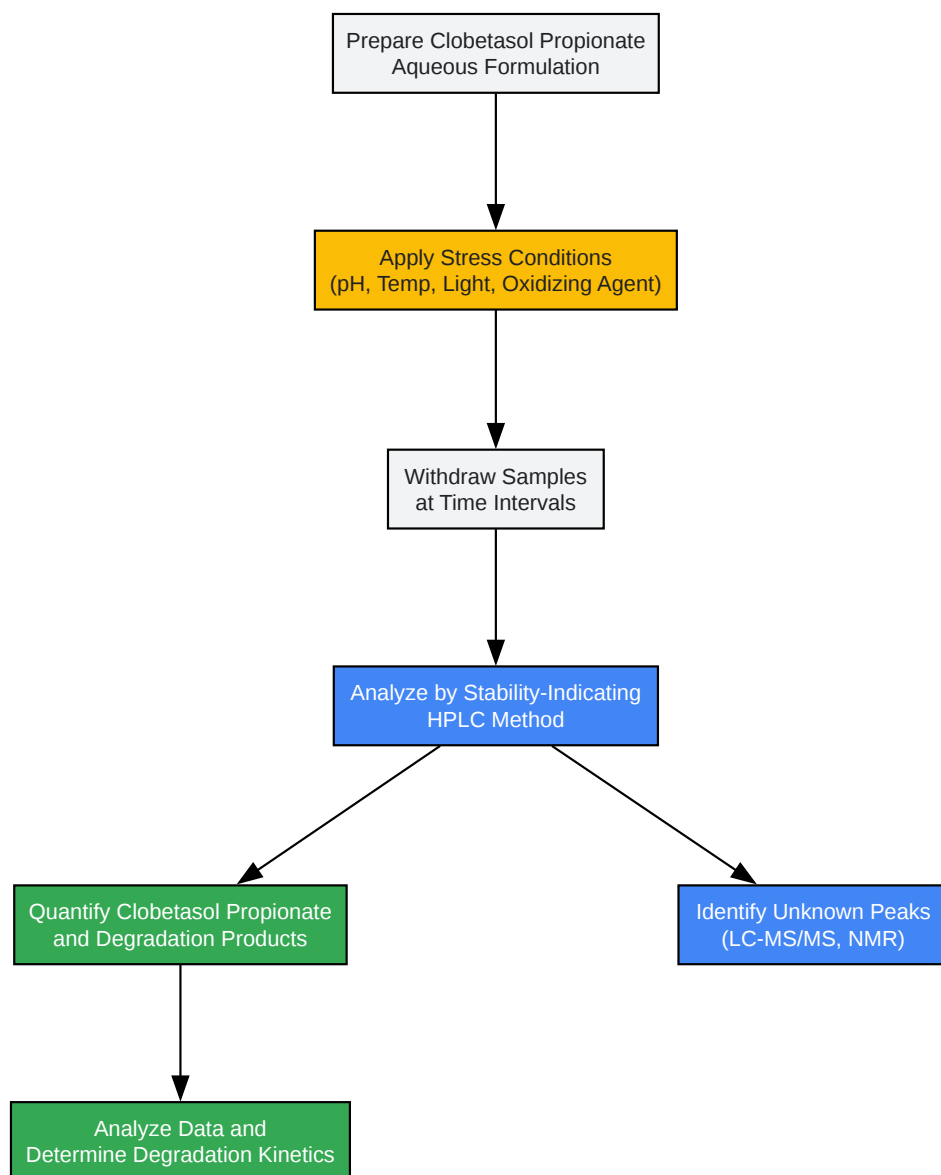 Prepare Clobetasol Propionate
Aqueous Formulation
Apply Stress Conditions
(pH, Temp, Light, Oxidizing Agent)
Withdraw Samples
at Time Intervals
Analyze by Stability-Indicating
HPLC Method
Quantify Clobetasol Propionate
and Degradation Products
Identify Unknown Peaks
(LC-MS/MS, NMR)
Analyze Data and
Determine Degradation Kinetics